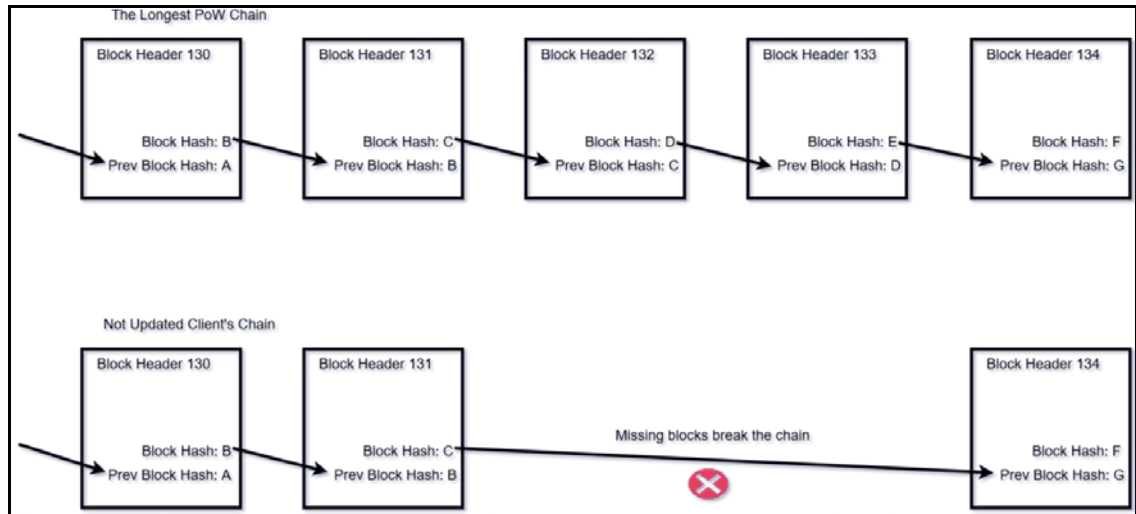 The Longest PoW Chain
Block Header 130
Block Header 131
Block Header 132
Block Header 133
Block Header 134
Block Hash: B
Prev Block Hash: A
Block Hash: C
Prev Block Hash: B
Block Hash: D
Prev Block Hash: C
Block Hash: E
Prev Block Hash: D
Block Hash: F
Prev Block Hash: G
Not Updated Client's Chain
Block Header 130
Block Header 131
Block Header 134
Block Hash: B
Prev Block Hash: A
Block Hash: C
Prev Block Hash: B
Missing blocks break the chain
Block Hash: F
Prev Block Hash: G